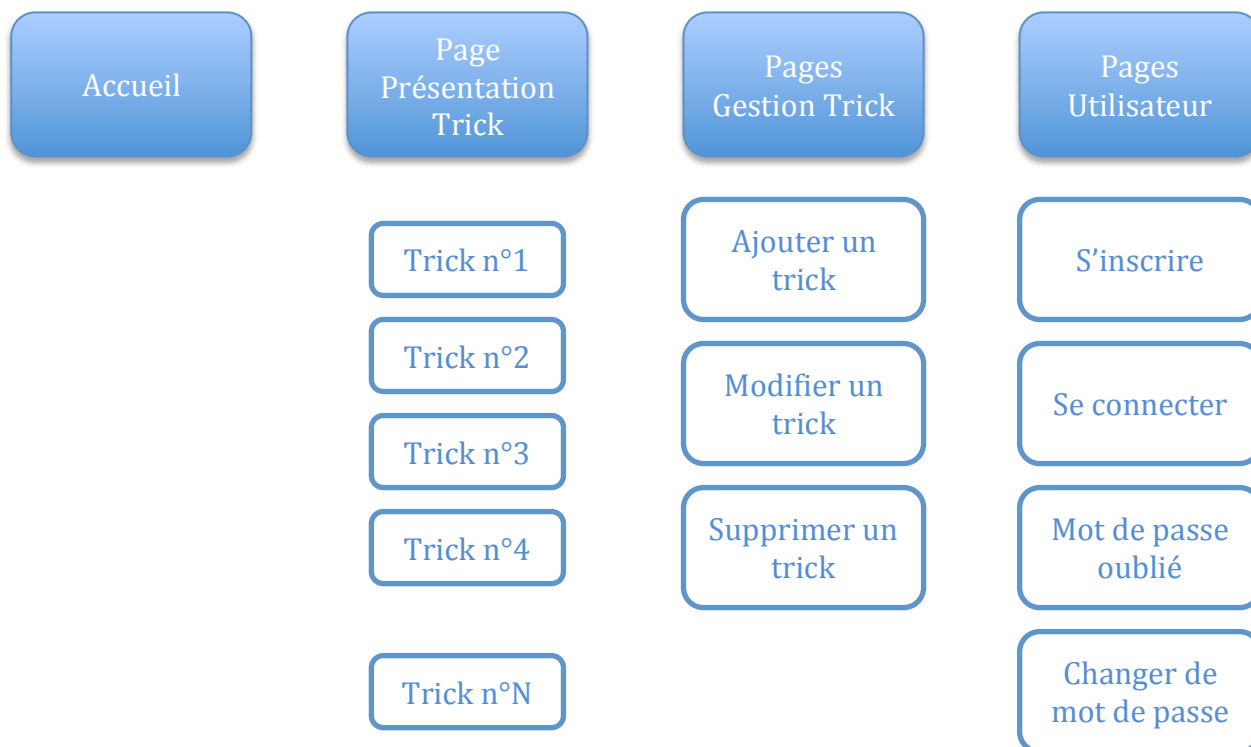 Accueil
Page
Présentation
Trick
Pages
Gestion Trick
Pages
Utilisateur
Trick n°1
Trick n°2
Trick n°3
Trick n°4
Trick n°N
Ajouter un
trick
Modifier un
trick
Supprimer un
trick
S’inscrire
Se connecter
Mot de passe
oublié
Changer de
mot de passe